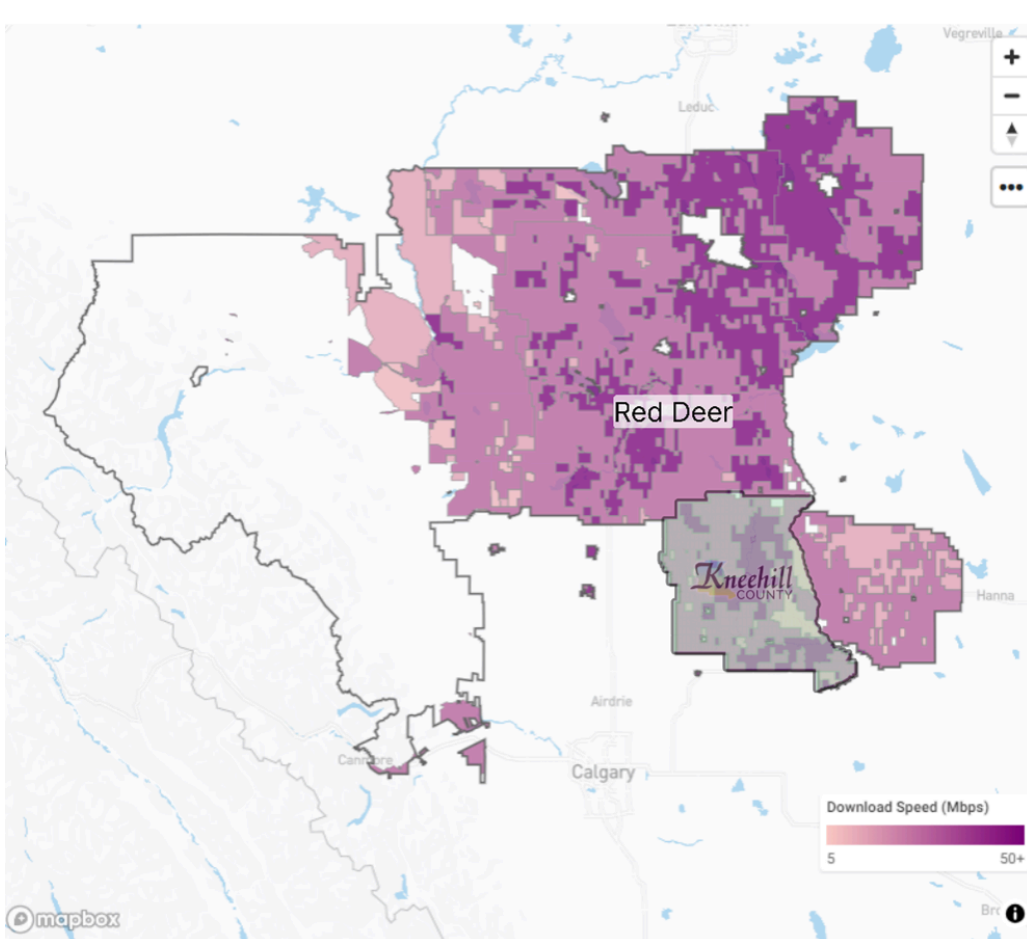 Vegreville
Leduc
Red Deer
Kneehill
COUNTY
Hanna
Airdrie
Canmore
Calgary
Download Speed (Mbps)
5 50+
mapbox